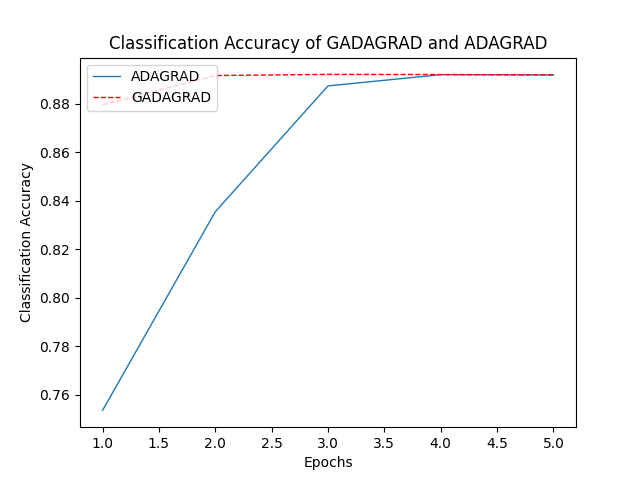 Classification Accuracy of GADAGRAD and ADAGRAD
ADAGRAD
GADAGRAD
Classification Accuracy
0.88
0.86
0.84
0.82
0.80
0.78
0.76
1.0 1.5 2.0 2.5 3.0 3.5 4.0 4.5 5.0
Epochs